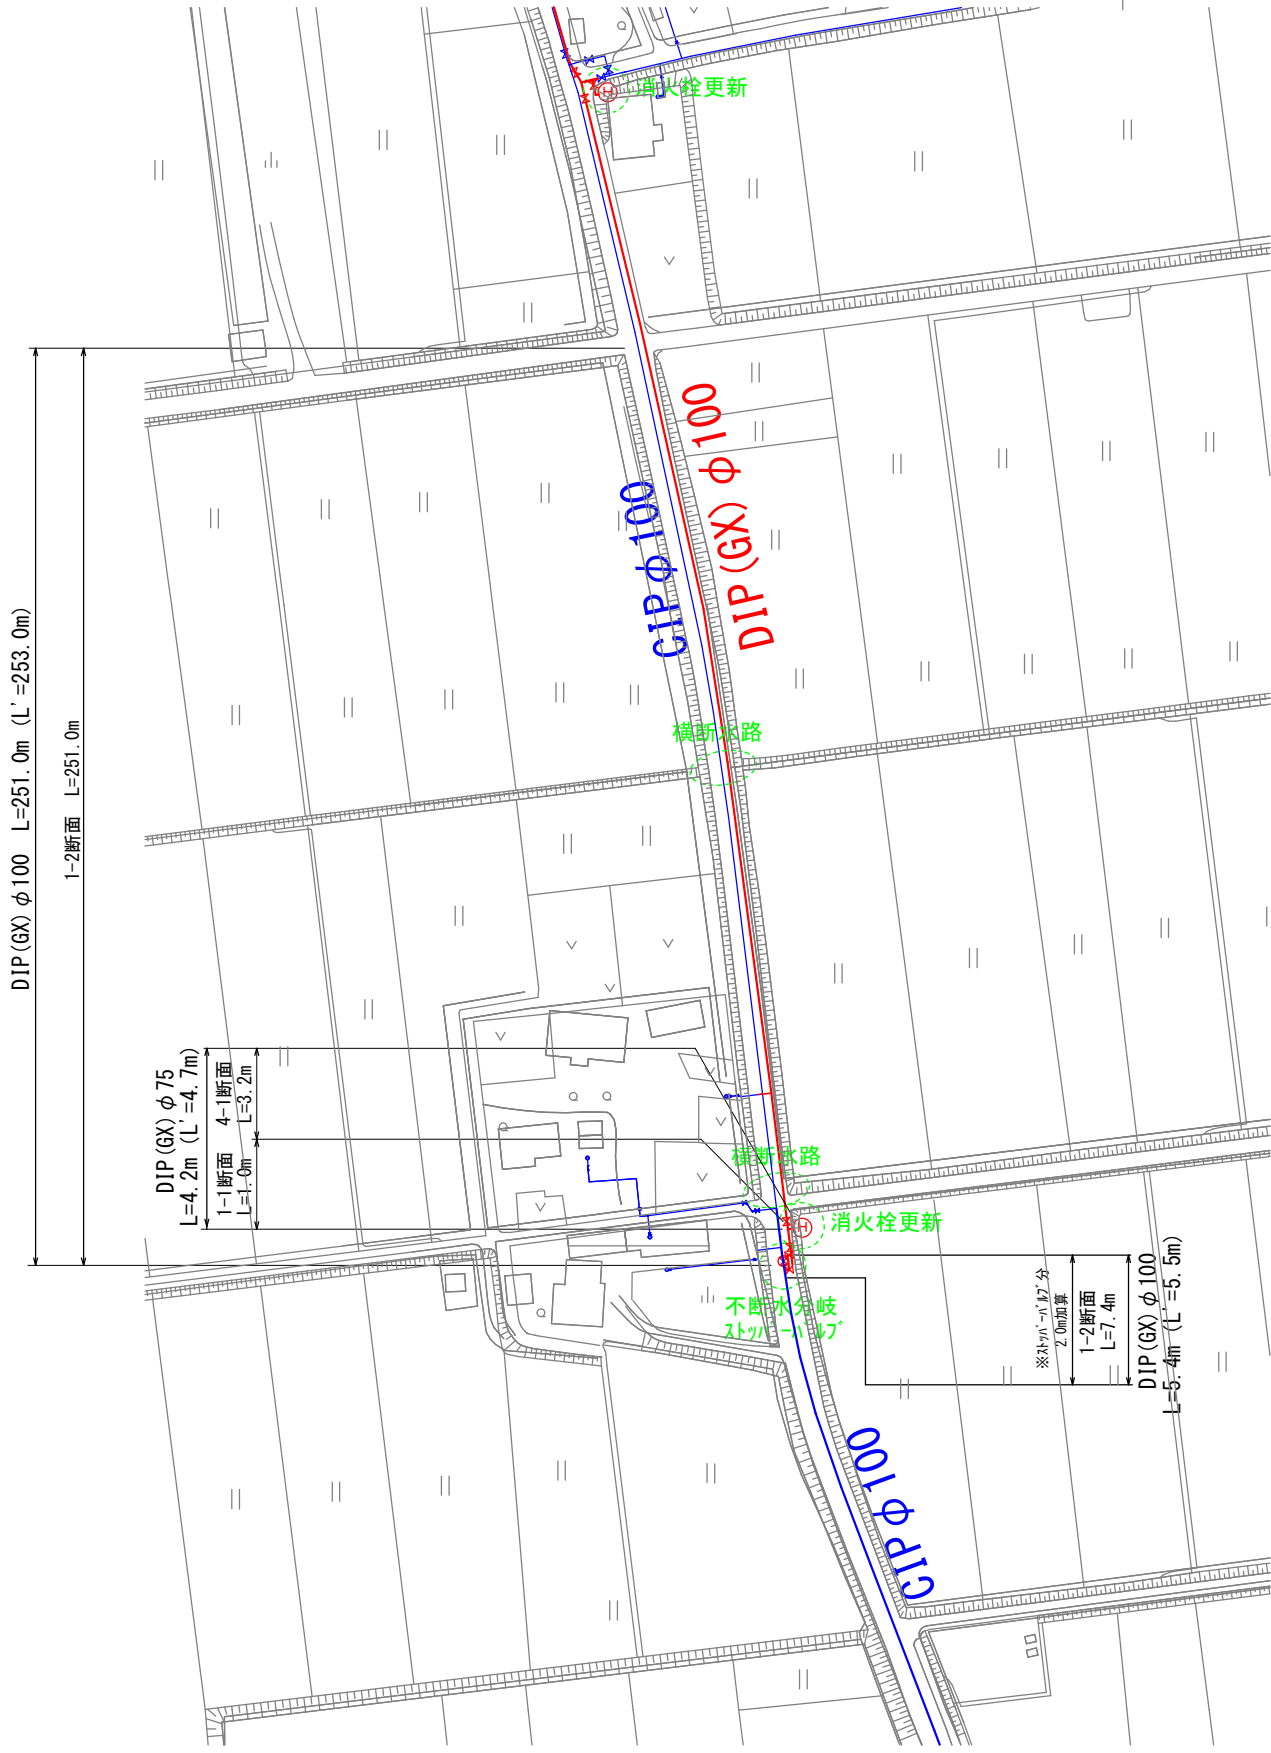 消火栓更新
DIP(GX) φ100
CIP φ100
DIP(GX) φ100 L=251.0m (L'=253.0m)
1-2断面 L=251.0m
横断水路
DIP(GX) φ75
L=4.2m (L'=4.7m)
1-1断面 4-1断面
L=1.0m L=3.2m
横断水路
消火栓更新
H
H
不断水分岐
ストッパーバルブ
※ストッパーバルブ分
2.0m加算
1-2断面
L=7.4m
DIP(GX) φ100
L=5.4m (L'=5.5m)
CIP φ100